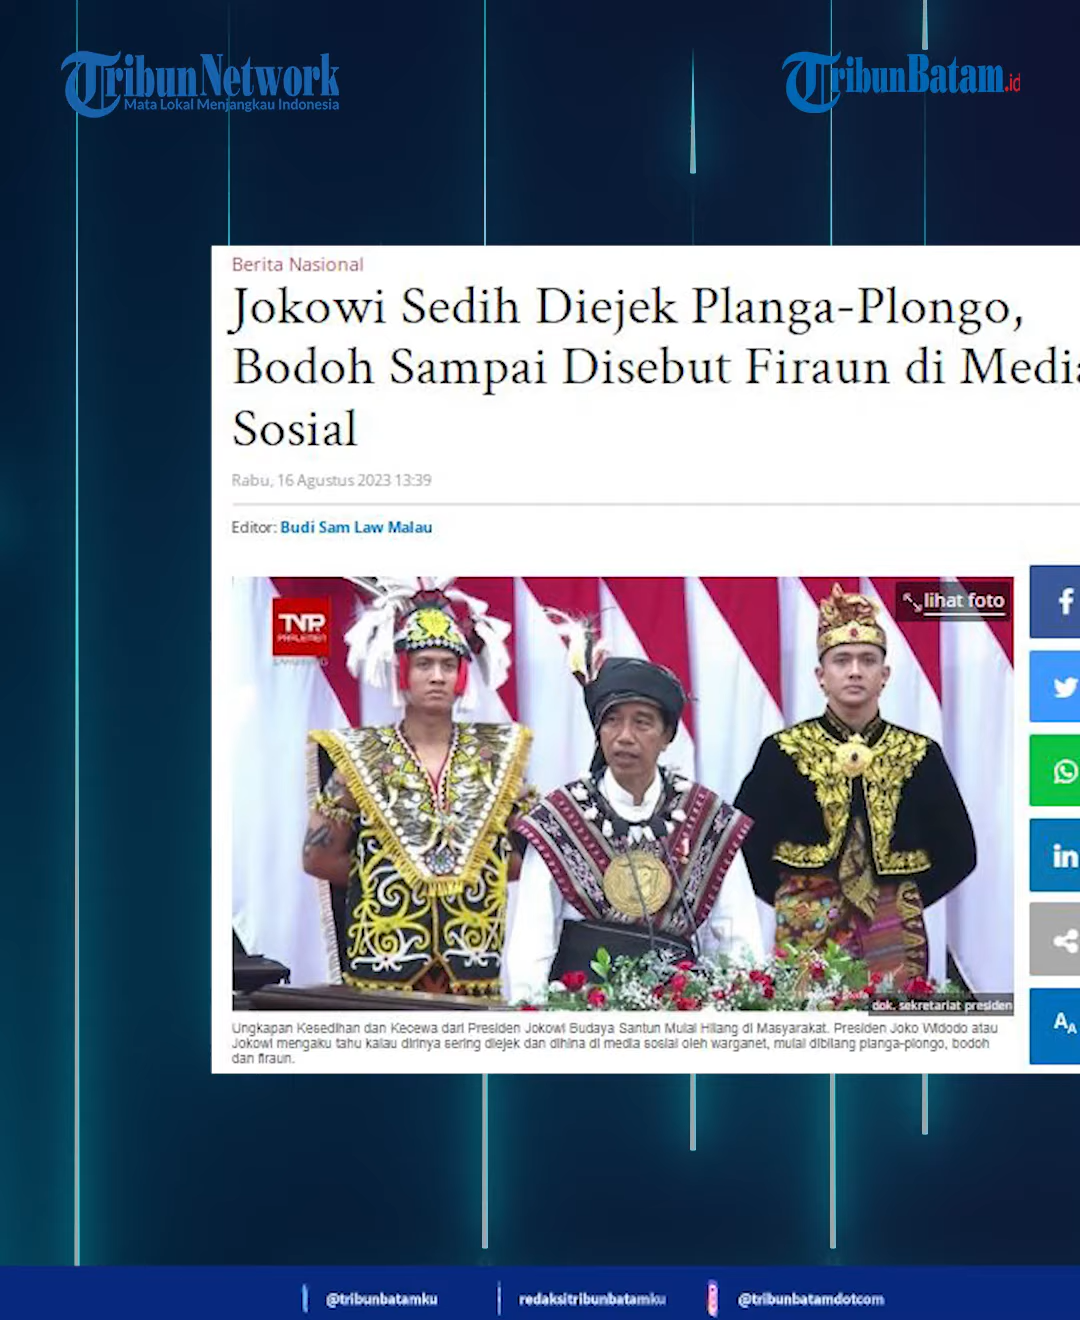 TribunNetwork
Mata Lokal Menjangkau Indonesia
TribunBatam.id
Berita Nasional
Jokowi Sedih Diejek Planga-Plongo,
Bodoh Sampai Disebut Firaun di Media
Sosial
Rabu, 16 Agustus 2023 13:39
Editor: Budi Sam Law Malau
TVP
PARLEMEN
lihat foto
dok. sekretariat presiden
Ungkapan Kesedihan dan Kecewa dari Presiden Jokowi Budaya Santun Mulai Hilang di Masyarakat. Presiden Joko Widodo atau
Jokowi mengaku tahu kalau dirinya sering diejek dan dihina di media sosial oleh warganet, mulai dibilang planga-plongo, bodoh
dan firaun.
f
in
AA
@tribunbatamku
redaksitribunbatamku
@tribunbatamdotcom